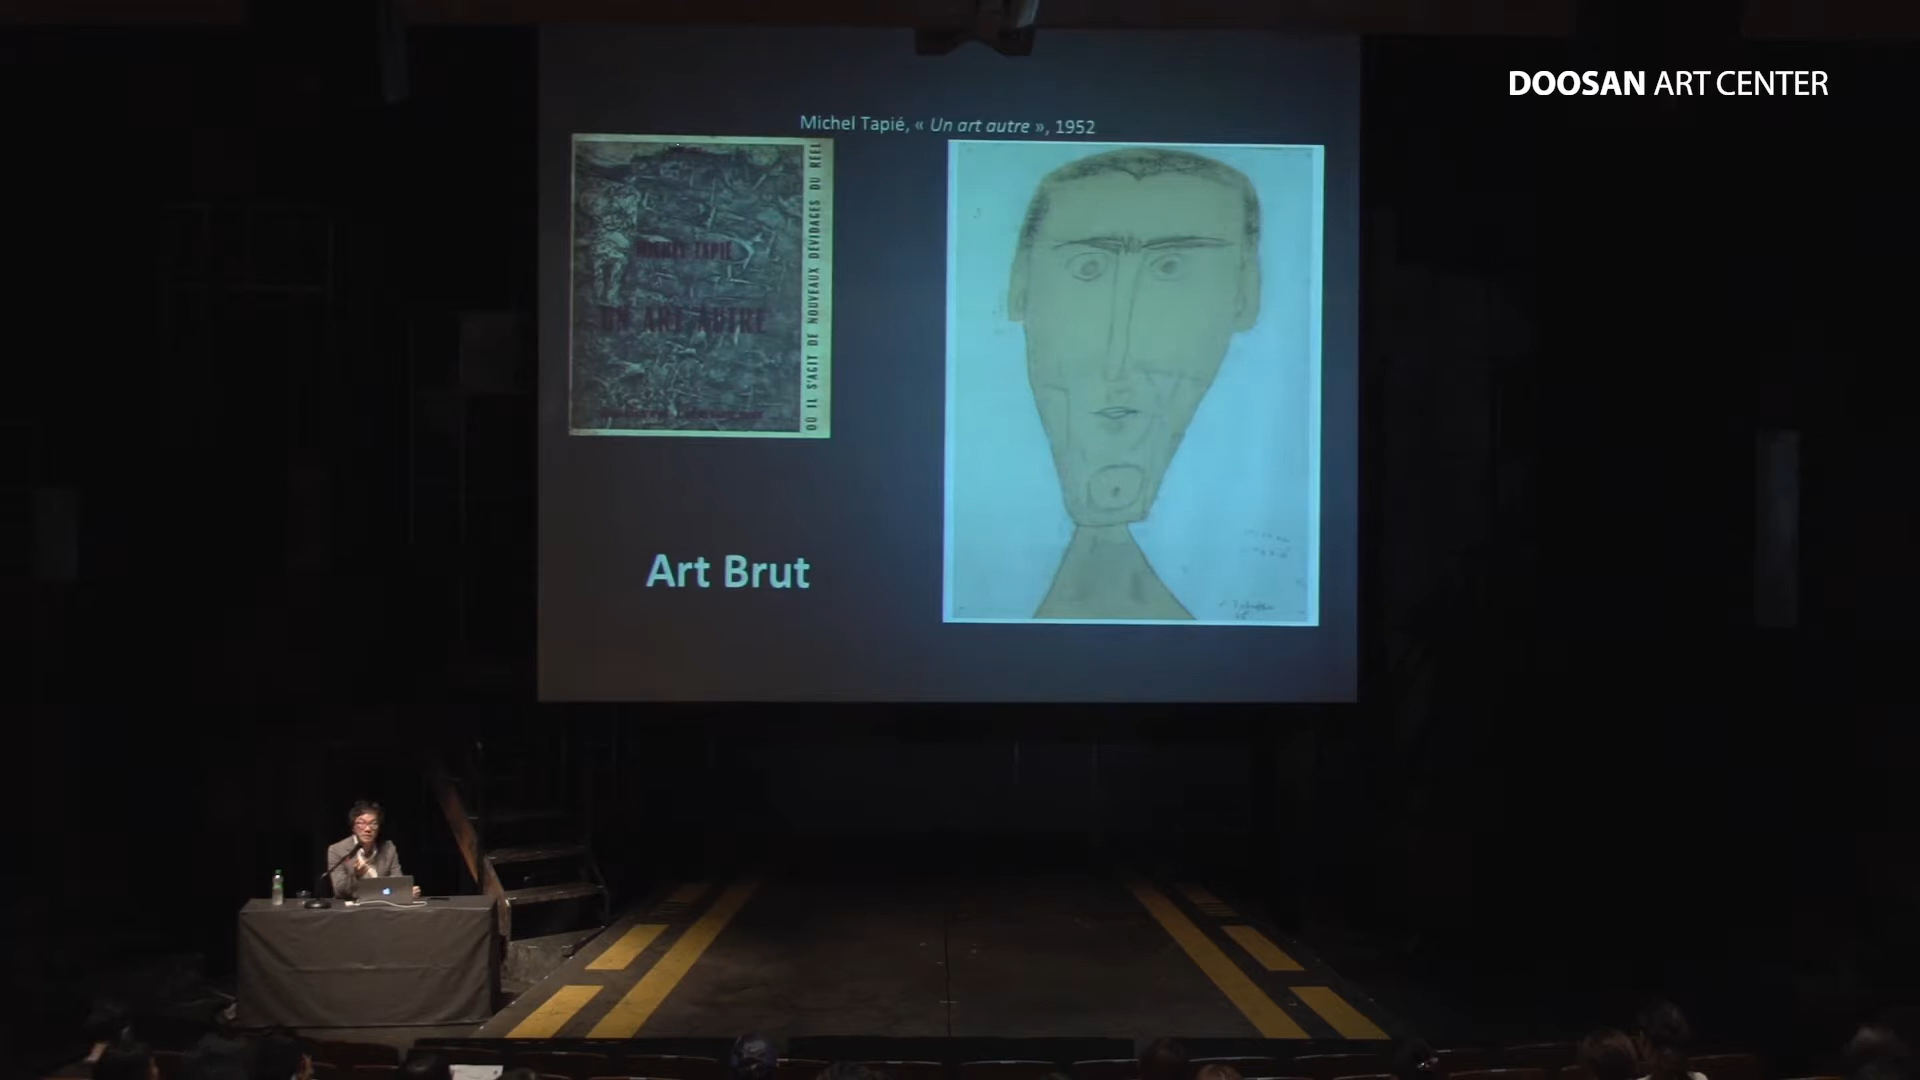 DOOSAN ART CENTER
Michel Tapié, « Un art autre », 1952
MICHEL TAPIÉ
UN ART AUTRE
OÙ IL S'AGIT DE NOUVEAUX DÉVIDAGES DU RÉEL
Art Brut